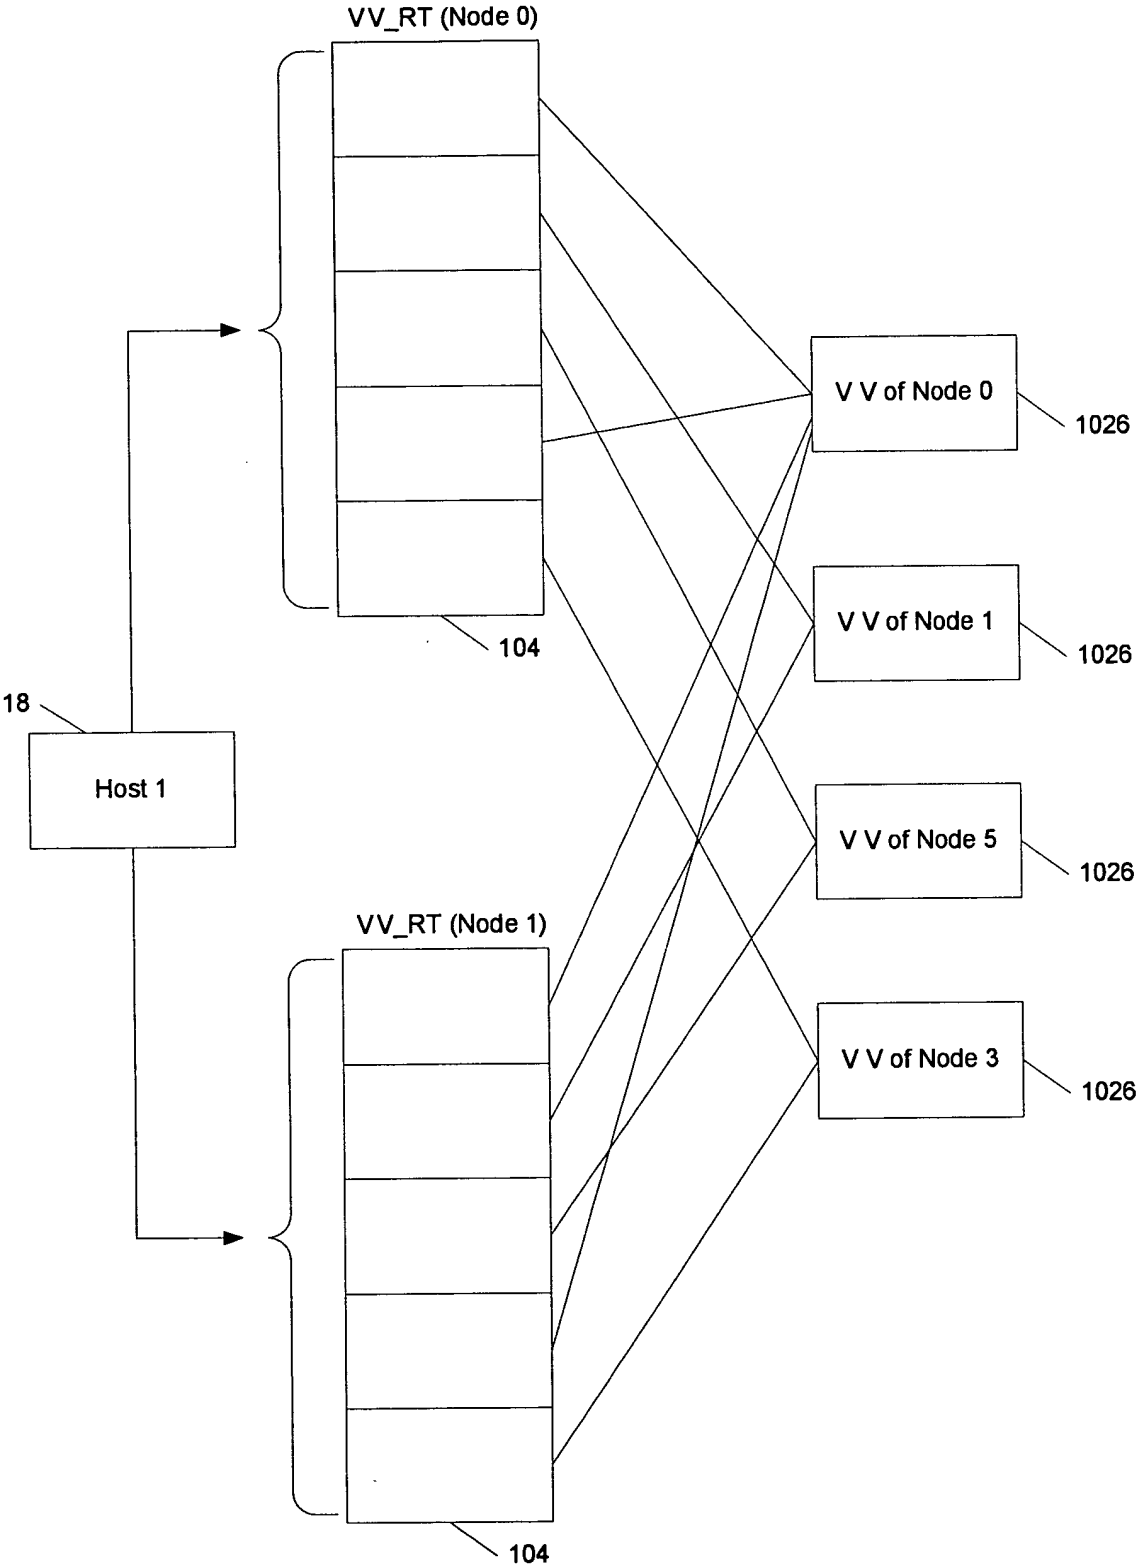 VV_RT (Node 0)
V V of Node 0
1026
V V of Node 1
1026
104
18
Host 1
V V of Node 5
1026
VV_RT (Node 1)
V V of Node 3
1026
104